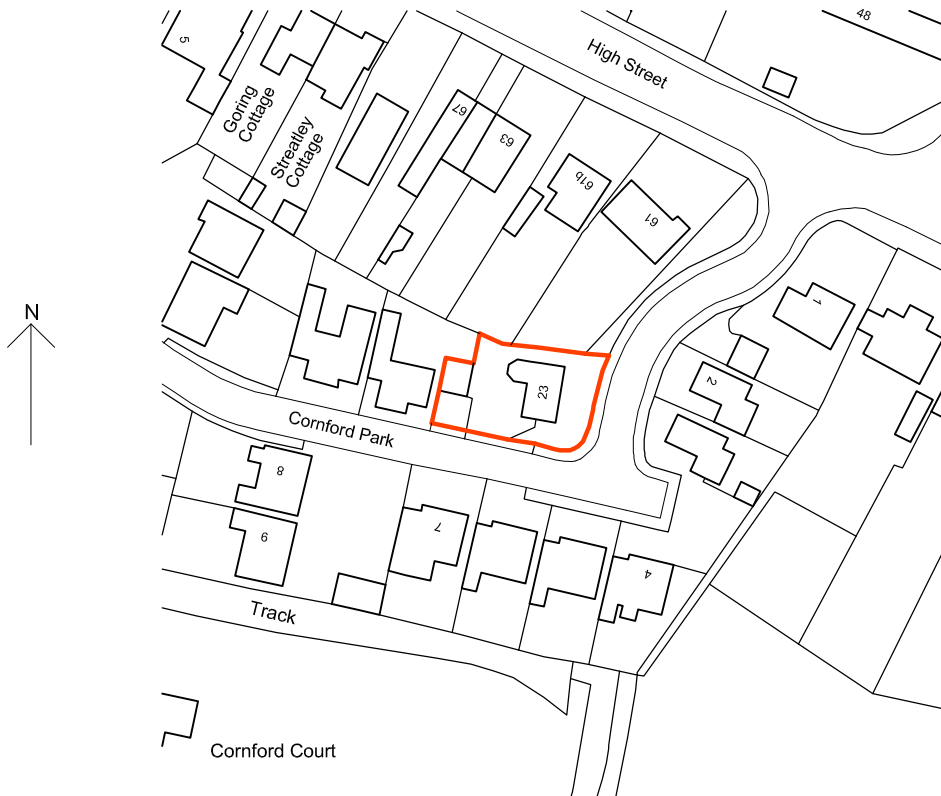 48
High Street
5
Goring
Cottage
Streatley
Cottage
67
63
61b
61
1
N
2
23
Cornford Park
8
7
9
4
Track
Cornford Court